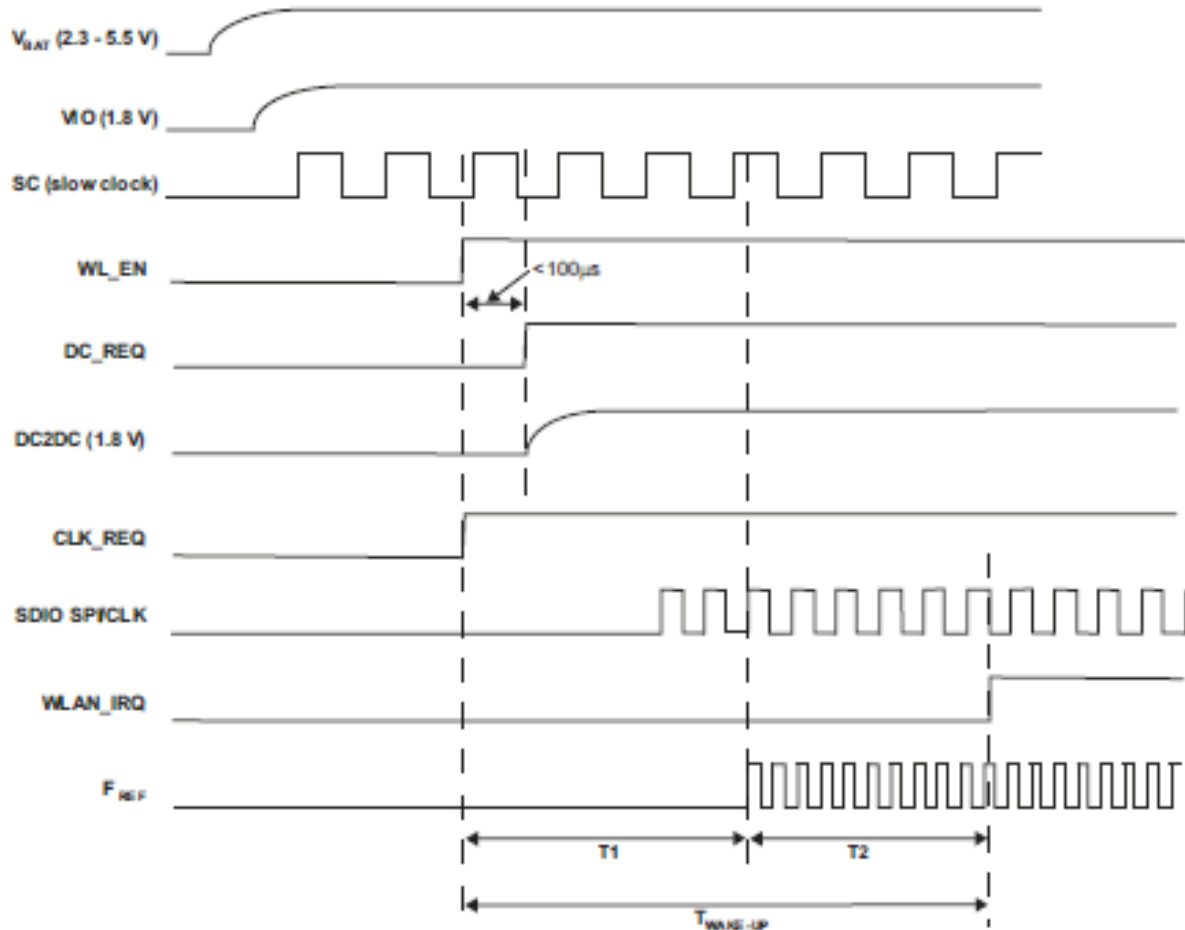 VBAT (2.3 - 5.5 V)
VIO (1.8 V)
SC (slow clock)
WL_EN
<100µs
DC_REQ
DC2DC (1.8 V)
CLK_REQ
SDIO SPI/CLK
WLAN_IRQ
FREF
T1
T2
TWAKE-UP